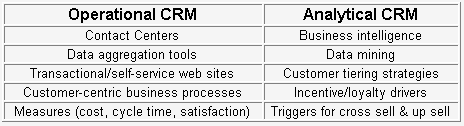 Operational CRM Analytical CRM
Contact Centers Business intelligence
Data aggregation tools Data mining
Transactional/self-service web sites Customer tiering strategies
Customer-centric business processes Incentive/loyalty drivers
Measures (cost, cycle time, satisfaction) Triggers for cross sell & up sell